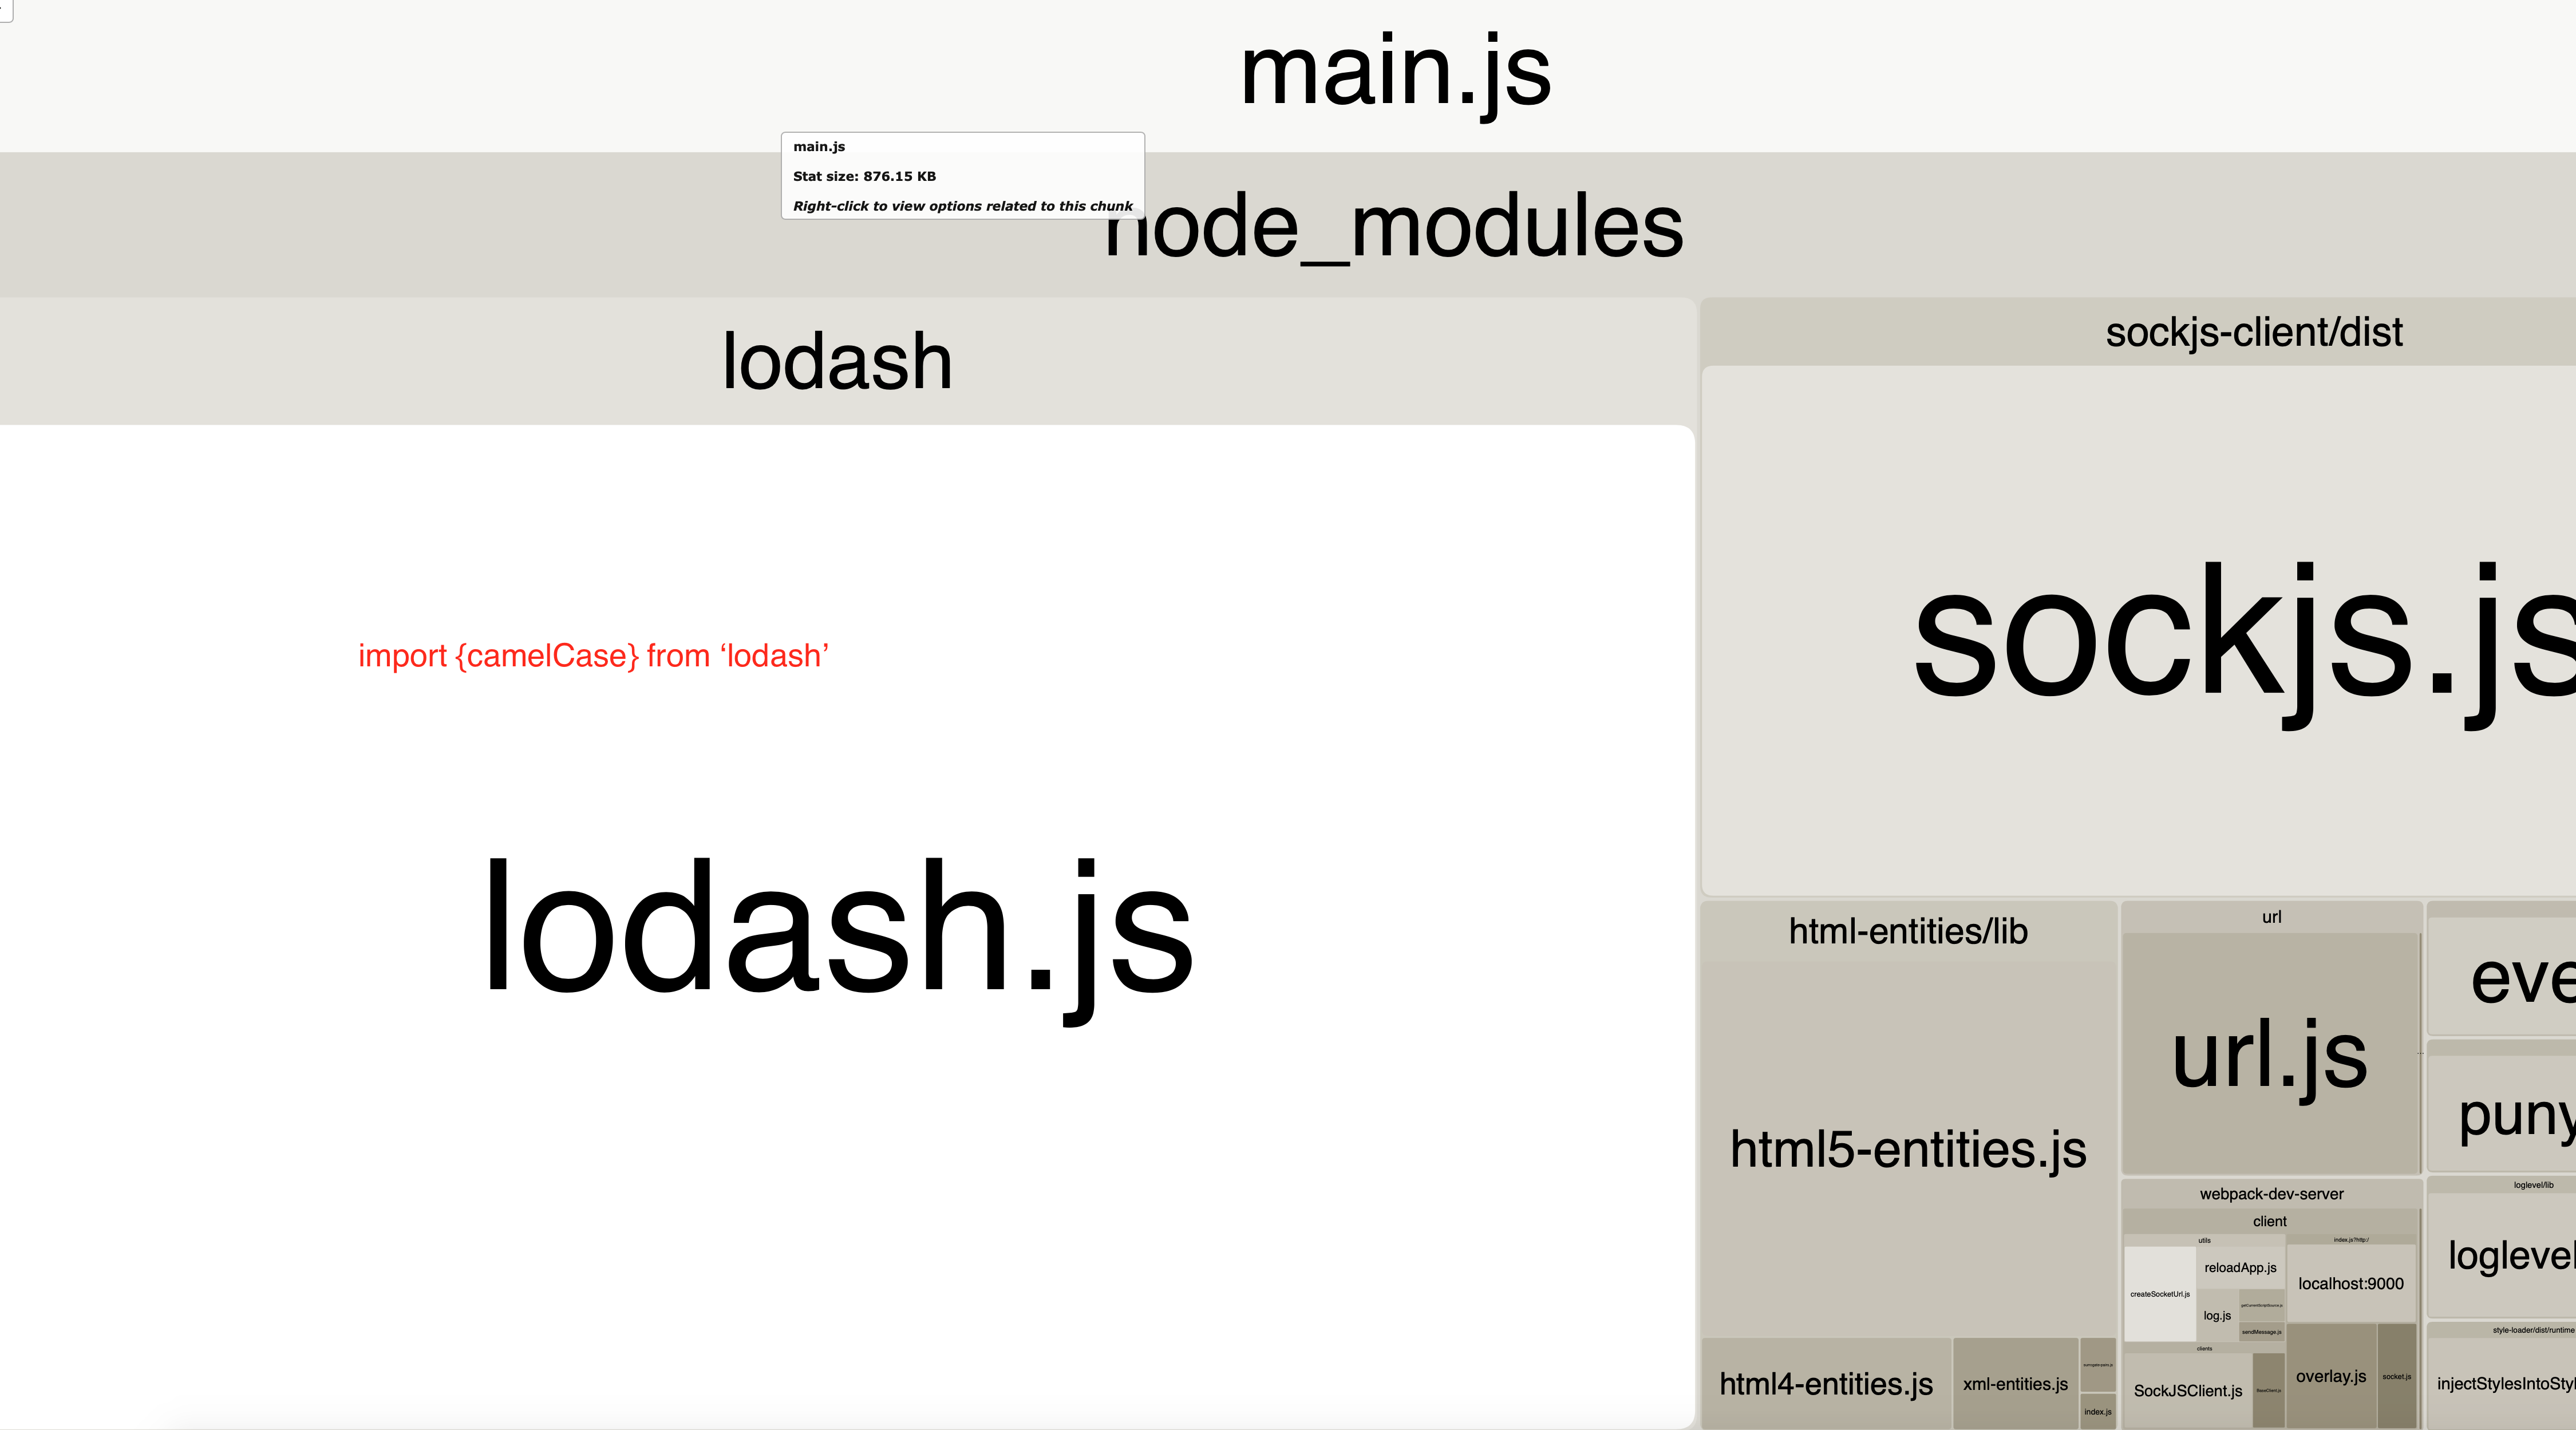 main.js
main.js
Stat size: 876.15 KB
Right-click to view options related to this chunk
node_modules
lodash
sockjs-client/dist
import {camelCase} from ‘lodash’
sockjs.js
lodash.js
html-entities/lib
url
eve
url.js
puny
html5-entities.js
loglevel/lib
webpack-dev-server
client
utils
index.js?http:/
reloadApp.js
loglevel
localhost:9000
createSocketUrl.js
log.js
sendMessage.js
style-loader/dist/runtime
clients
html4-entities.js
xml-entities.js
SockJSClient.js
overlay.js
socket.js
injectStylesIntoStyl
index.js